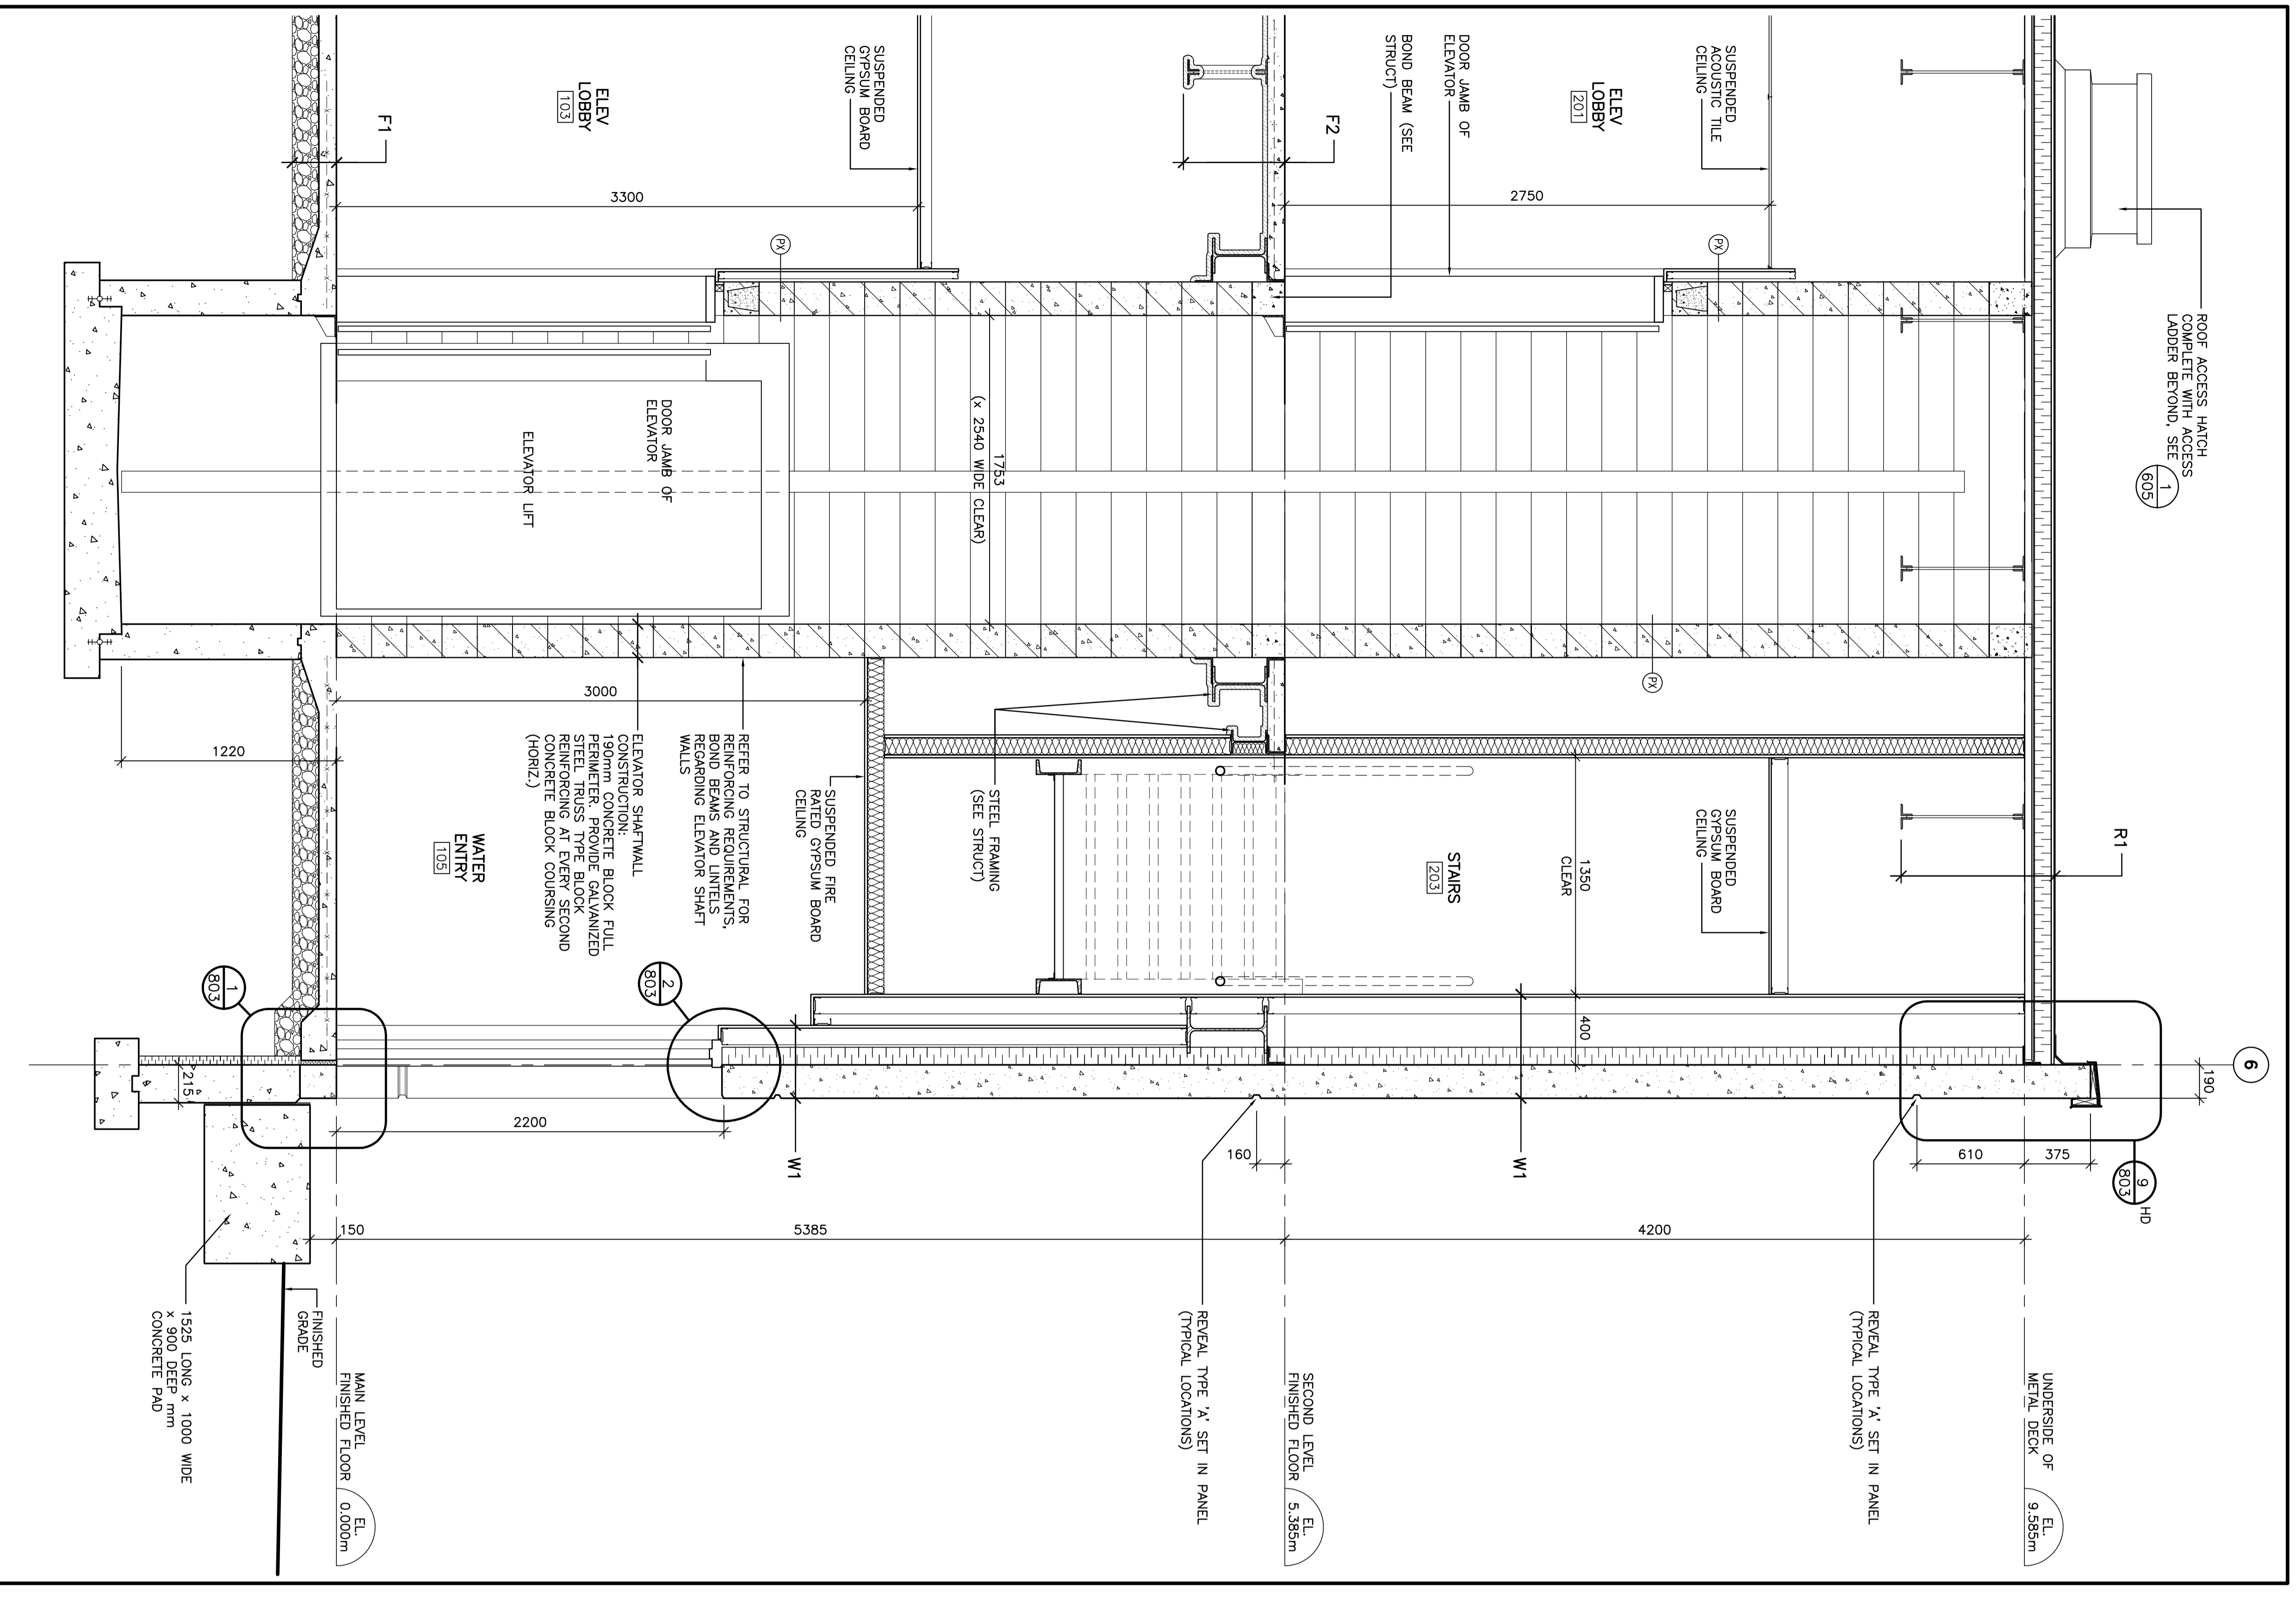 6
190
R1
ROOF ACCESS HATCH
COMPLETE WITH ACCESS
LADDER BEYOND, SEE
1
605
9
803
HD
375
610
UNDERSIDE OF
METAL DECK
EL.
9.585m
REVEAL TYPE 'A' SET IN PANEL
(TYPICAL LOCATIONS)
SUSPENDED
ACOUSTIC TILE
CEILING
PX
SUSPENDED
GYPSUM BOARD
CEILING
ELEV
LOBBY
201
2750
PX
1350
CLEAR
400
4200
W1
STAIRS
203
DOOR JAMB OF
ELEVATOR
BOND BEAM (SEE
STRUCT)
F2
SECOND LEVEL
FINISHED FLOOR
EL.
5.385m
160
REVEAL TYPE 'A' SET IN PANEL
(TYPICAL LOCATIONS)
1753
(x 2540 WIDE CLEAR)
STEEL FRAMING
(SEE STRUCT)
SUSPENDED
GYPSUM BOARD
CEILING
SUSPENDED FIRE
RATED GYPSUM BOARD
CEILING
PX
W1
5385
3300
ELEV
LOBBY
103
DOOR JAMB OF
ELEVATOR
ELEVATOR LIFT
3000
REFER TO STRUCTURAL FOR
REINFORCING REQUIREMENTS,
BOND BEAMS AND LINTELS
REGARDING ELEVATOR SHAFT
WALLS
2
803
ELEVATOR SHAFTWALL
CONSTRUCTION:
190mm CONCRETE BLOCK FULL
PERIMETER. PROVIDE GALVANIZED
STEEL TRUSS TYPE BLOCK
REINFORCING AT EVERY SECOND
CONCRETE BLOCK COURSING
(HORIZ.)
2200
WATER
ENTRY
105
F1
1220
1
803
150
MAIN LEVEL
FINISHED FLOOR
EL.
0.000m
FINISHED
GRADE
215
1525 LONG x 1000 WIDE
x 900 DEEP mm
CONCRETE PAD